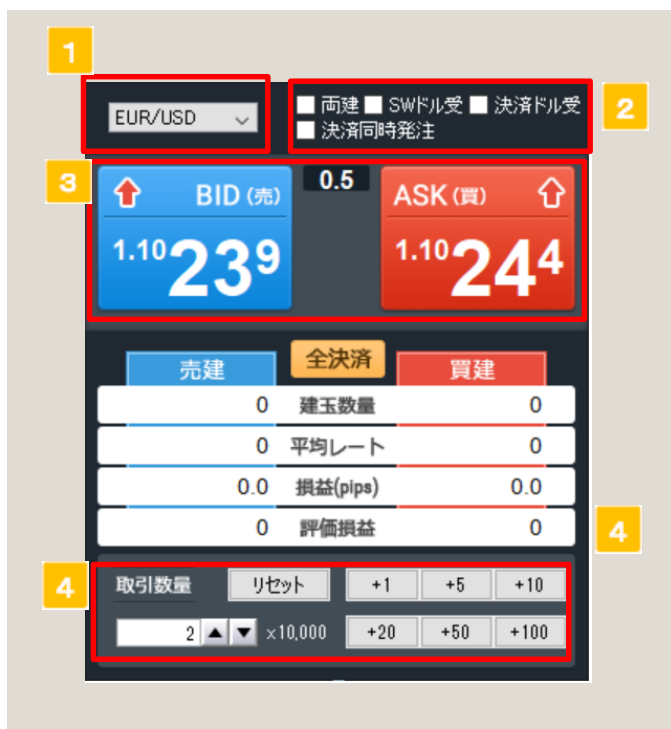 1
EUR/USD
両建 SWドル受 決済ドル受
決済同時発注
2
3
BID (売) 0.5 ASK (買)
1.10239 1.10244
売建 全決済 買建
0 建玉数量 0
0 平均レート 0
0.0 損益(pips) 0.0
0 評価損益 0
4
4
取引数量 リセット +1 +5 +10
2 ▲ ▼ ×10,000 +20 +50 +100